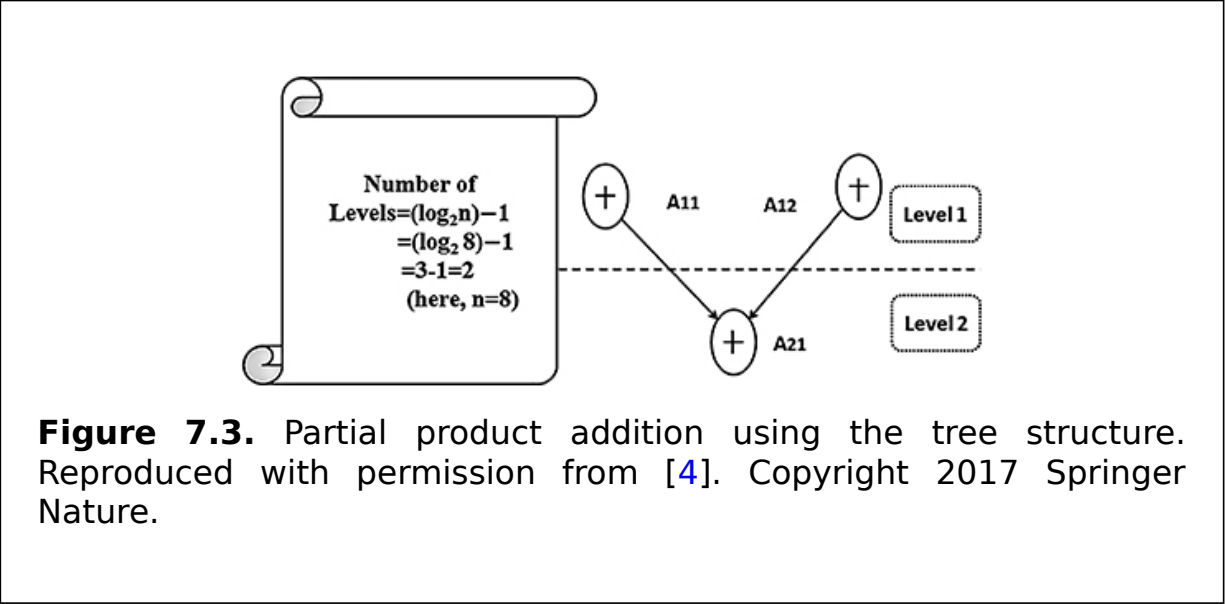 Number of
Levels=(log₂n)−1
=(log₂ 8)−1
=3-1=2
(here, n=8)
+
A11
A12
+
Level 1
Level 2
+
A21
Figure 7.3. Partial product addition using the tree structure.
Reproduced with permission from [4]. Copyright 2017 Springer
Nature.